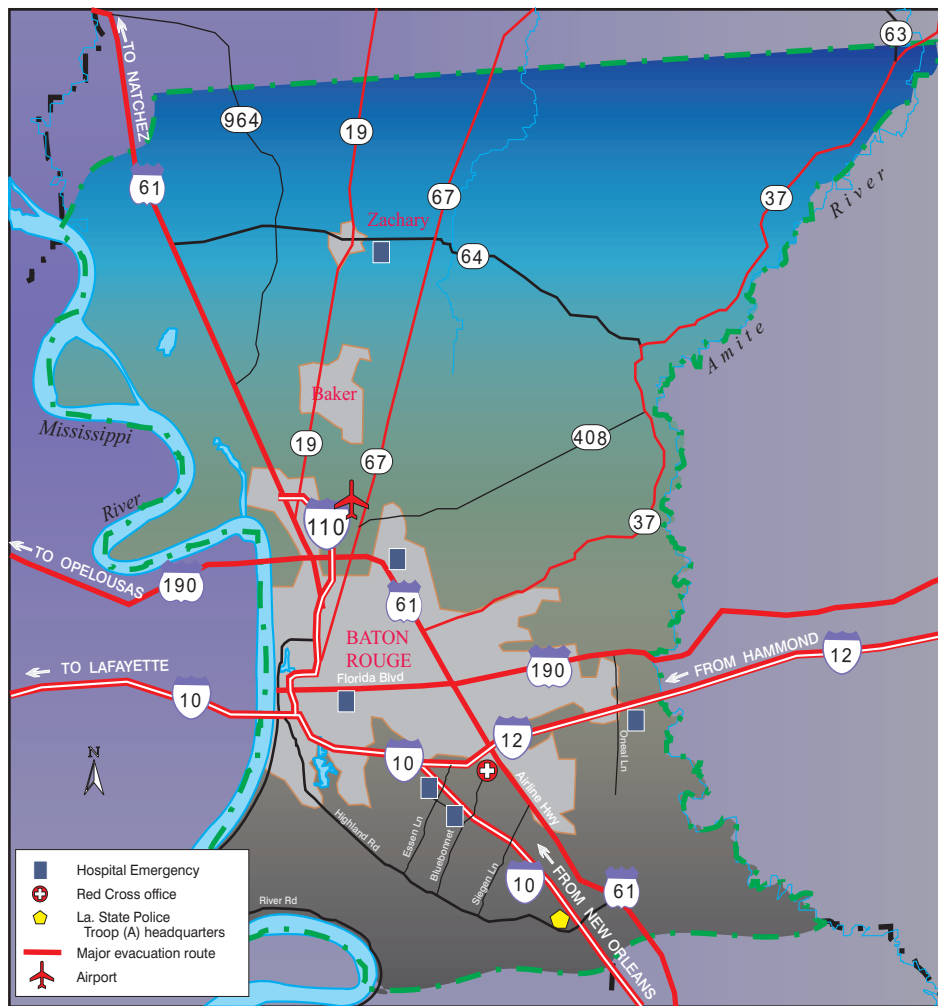 63
TO NATCHEZ
964
19
61
67
37
River
Zachary
64
Amite
Baker
Mississippi
408
19
67
River
110
37
TO OPELOUSAS
190
61
BATON
ROUGE
FROM HAMMOND
12
TO LAFAYETTE
190
Florida Blvd
10
12
Oneal Ln
N
10
Airline Hwy
Highland Rd
Essen Ln
Bluebonnet
Siegen Ln
10
FROM NEW ORLEANS
61
River Rd
Hospital Emergency
Red Cross office
La. State Police
Troop (A) headquarters
Major evacuation route
Airport